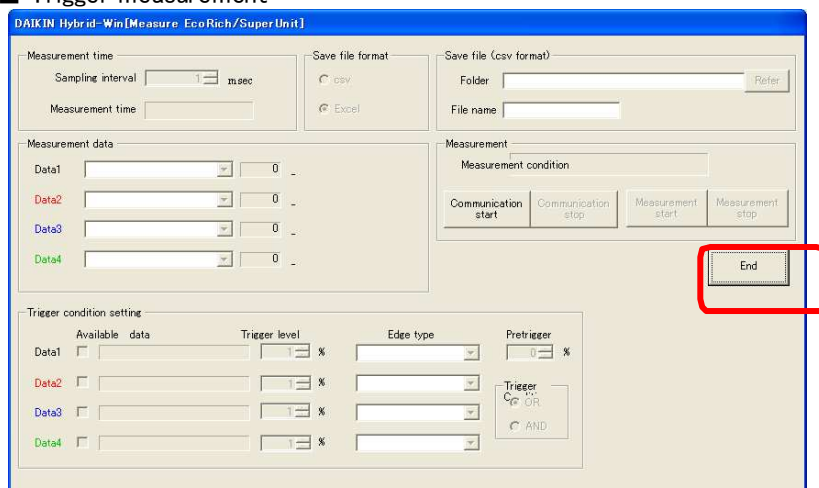 ■ Trigger measurement
DAIKIN Hybrid-Win[Measure EcoRich/SuperUnit]
Measurement time
Sampling interval 1 msec
Measurement time
Save file format
csv
Excel
Save file (csv format)
Folder Refer
File name
Measurement data
Data1 0 _
Data2 0 _
Data3 0 _
Data4 0 _
Measurement
Measurement condition
Communication start
Communication stop
Measurement start
Measurement stop
End
Trigger condition setting
Available data Trigger level Edge type Pretrigger
Data1 1 % 0 %
Data2 1 %
Data3 1 %
Data4 1 %
Trigger
OR
AND